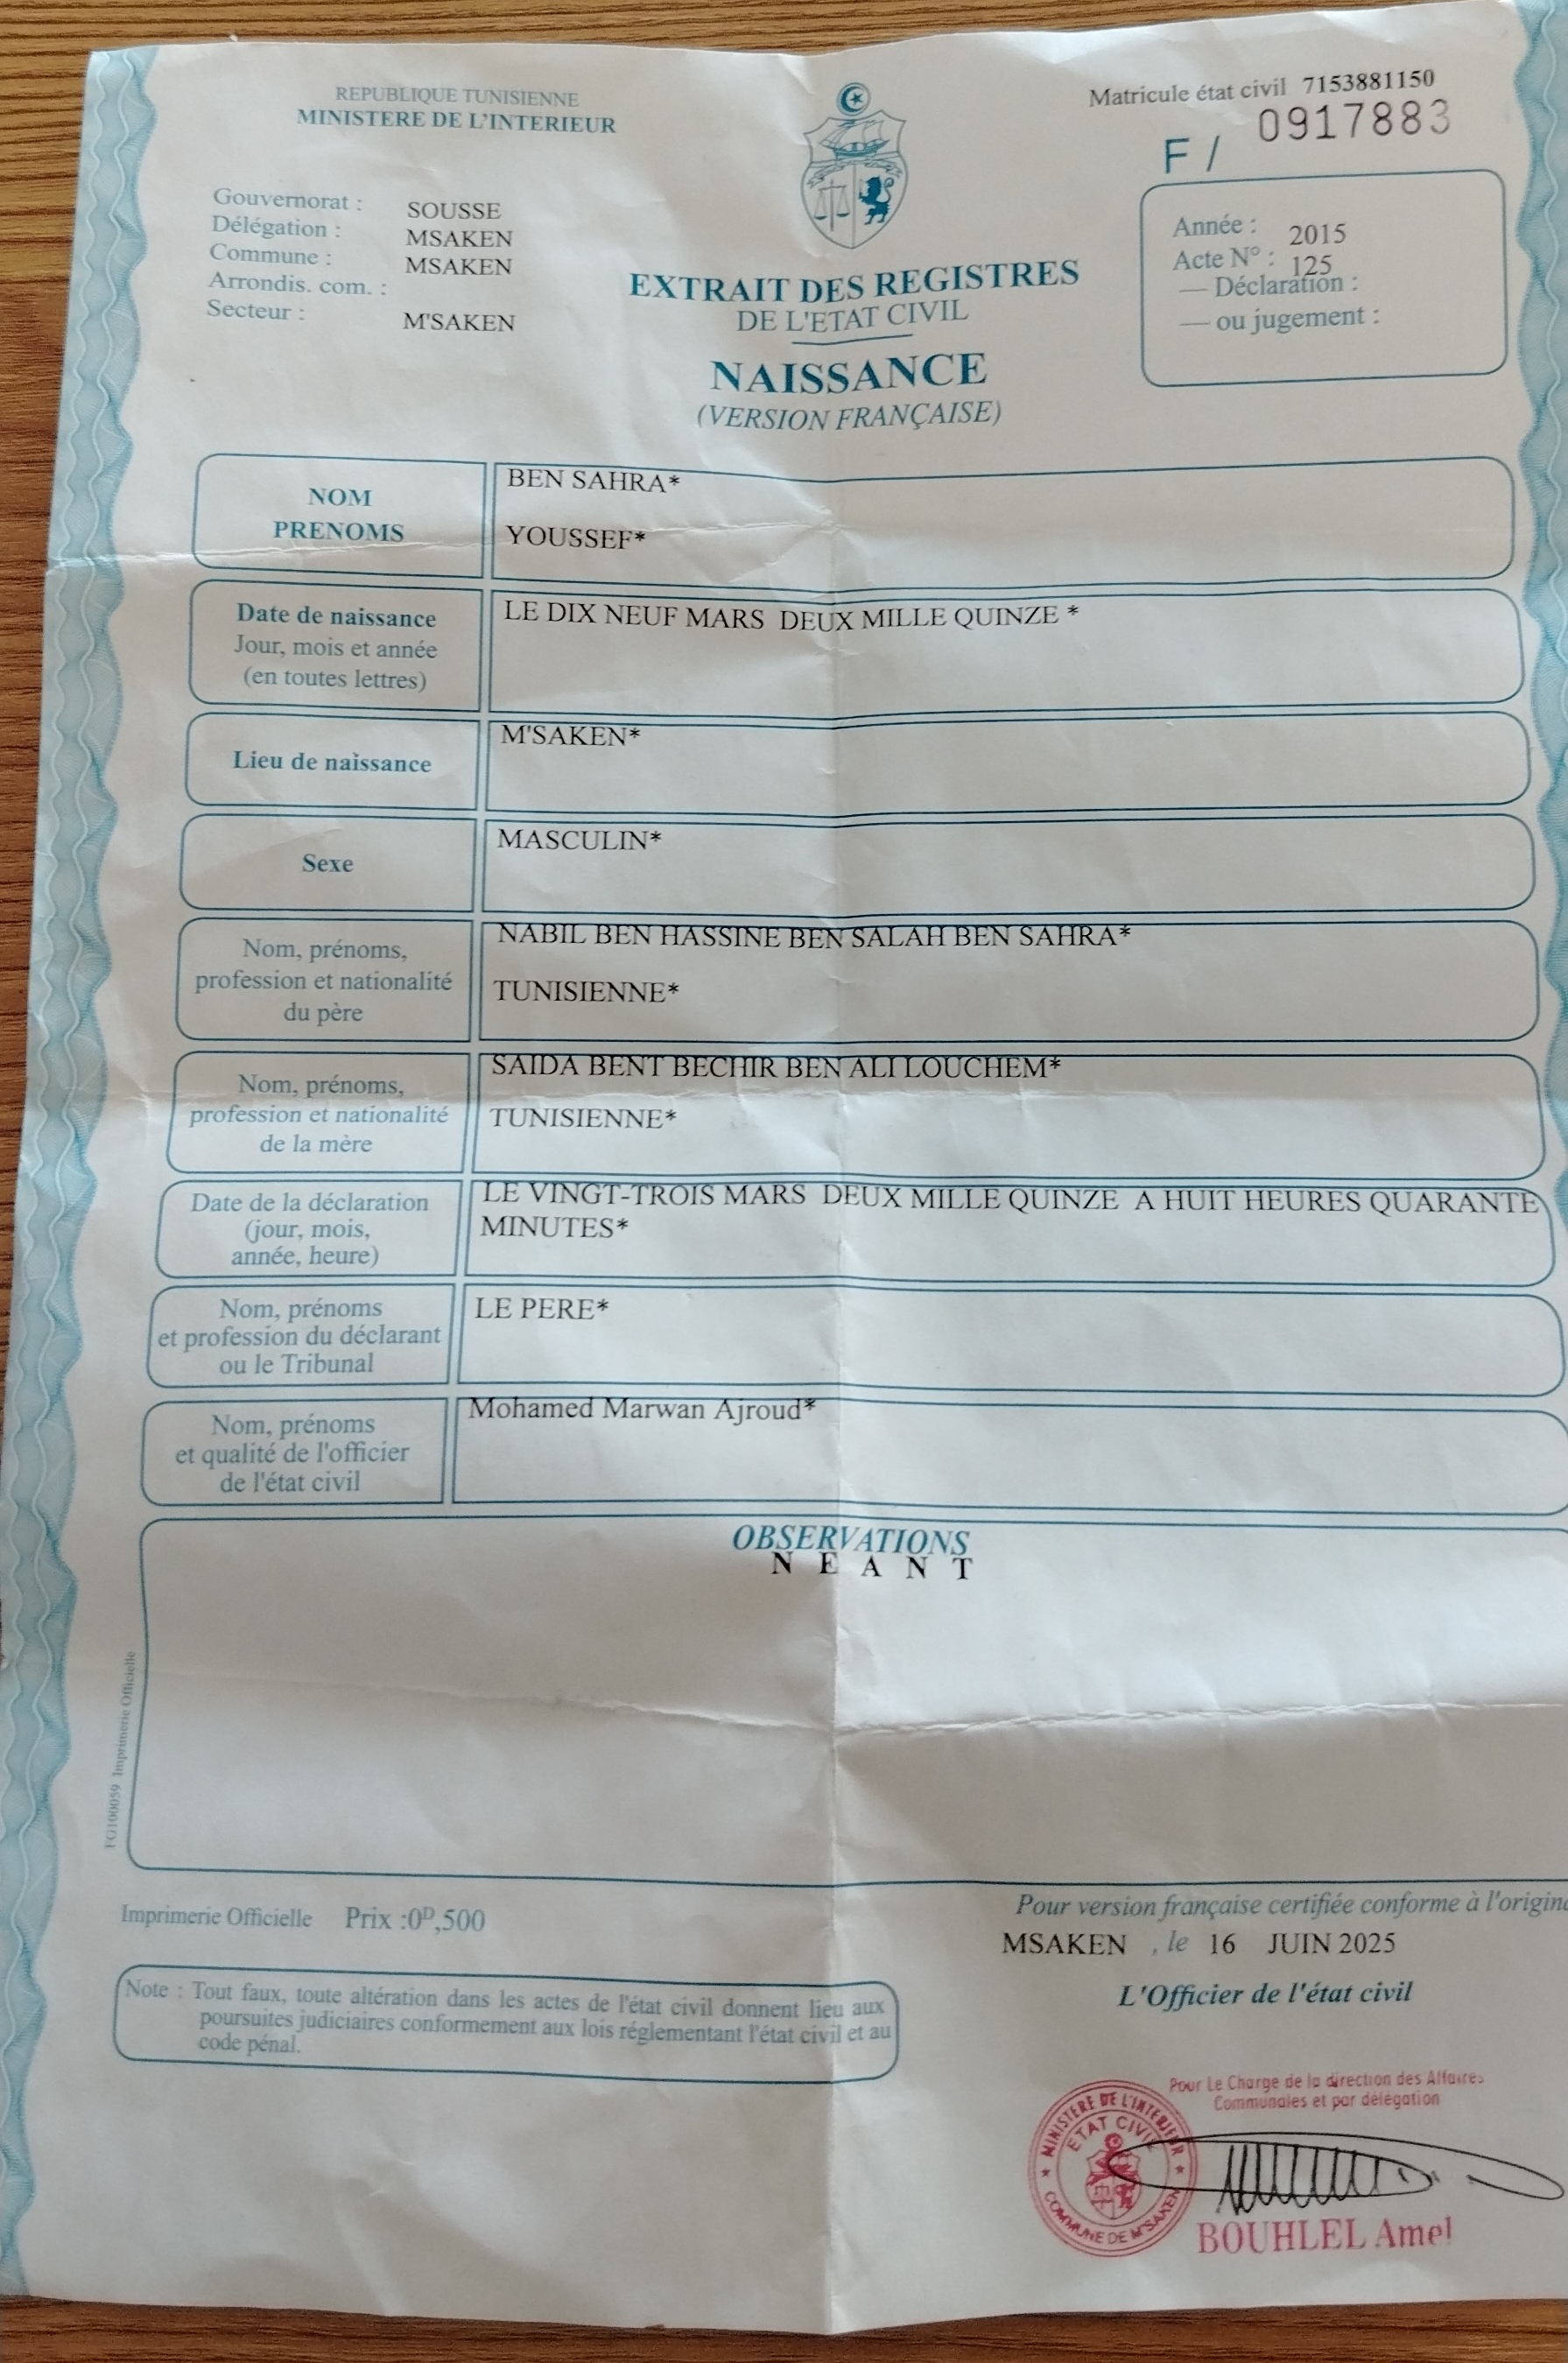 REPUBLIQUE TUNISIENNE
MINISTERE DE L'INTERIEUR
Matricule état civil 7153881150
F / 0917883
Gouvernorat : SOUSSE
Délégation : MSAKEN
Commune : MSAKEN
Arrondis. com. :
Secteur : M'SAKEN
EXTRAIT DES REGISTRES
DE L'ETAT CIVIL
NAISSANCE
(VERSION FRANÇAISE)
Année : 2015
Acte N° : 125
— Déclaration :
— ou jugement :
NOM
PRENOMS
BEN SAHRA*
YOUSSEF*
Date de naissance
Jour, mois et année
(en toutes lettres)
LE DIX NEUF MARS DEUX MILLE QUINZE *
Lieu de naissance
M'SAKEN*
Sexe
MASCULIN*
Nom, prénoms,
profession et nationalité
du père
NABIL BEN HASSINE BEN SALAH BEN SAHRA*
TUNISIENNE*
Nom, prénoms,
profession et nationalité
de la mère
SAIDA BENT BECHIR BEN ALI LOUCHEM*
TUNISIENNE*
Date de la déclaration
(jour, mois,
année, heure)
LE VINGT-TROIS MARS DEUX MILLE QUINZE A HUIT HEURES QUARANTE
MINUTES*
Nom, prénoms
et profession du déclarant
ou le Tribunal
LE PERE*
Nom, prénoms
et qualité de l'officier
de l'état civil
Mohamed Marwan Ajroud*
OBSERVATIONS
N E A N T
FG100059 Imprimerie Officielle
Imprimerie Officielle Prix :0D,500
Note : Tout faux, toute altération dans les actes de l'état civil donnent lieu aux
poursuites judiciaires conformement aux lois réglementant l'état civil et au
code pénal.
Pour version française certifiée conforme à l'origina
MSAKEN , le 16 JUIN 2025
L'Officier de l'état civil
Pour Le Charge de la direction des Affaires
Communales et par délégation
MINISTERE DE L'INTERIEUR
ETAT CIVIL
COMMUNE DE M'SAKEN
BOUHLEL Amel